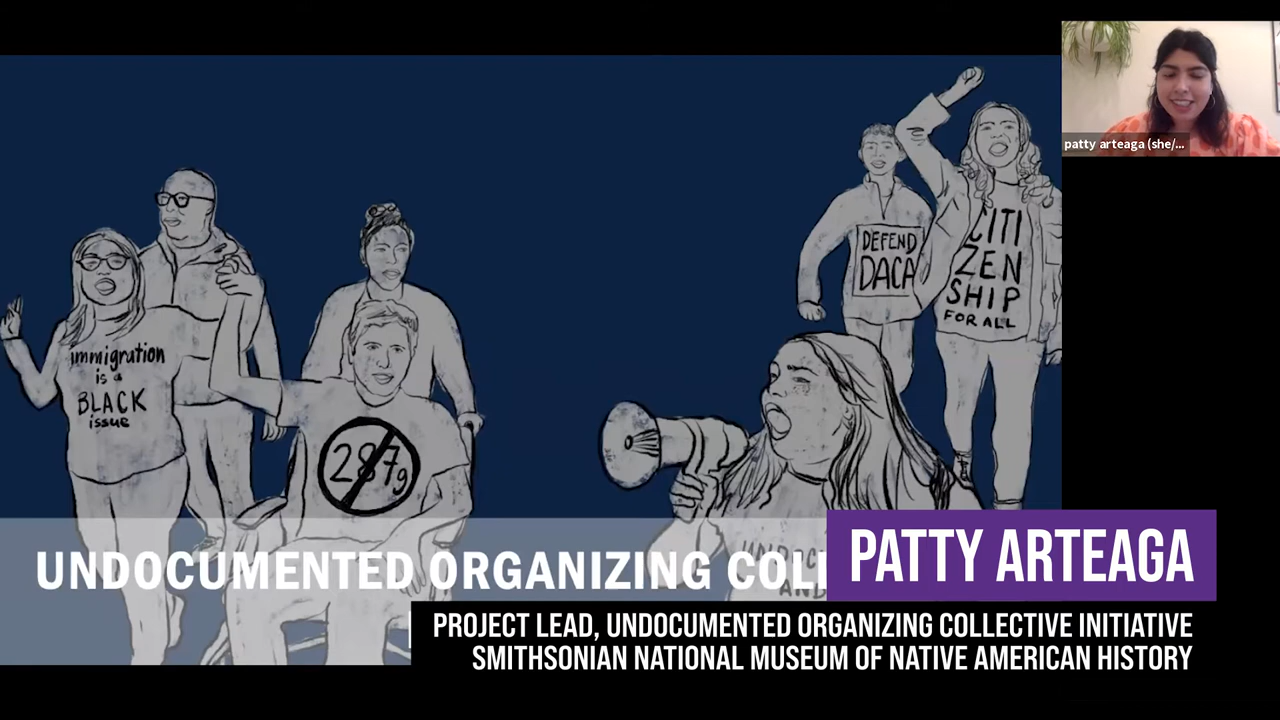 patty arteaga (she/...
DEFEND
DACA
CITI
ZEN
SHIP
FOR ALL
immigration
is a
BLACK
issue
287g
UNDOCUMENTED ORGANIZING COLL
PATTY ARTEAGA
PROJECT LEAD, UNDOCUMENTED ORGANIZING COLLECTIVE INITIATIVE
SMITHSONIAN NATIONAL MUSEUM OF NATIVE AMERICAN HISTORY